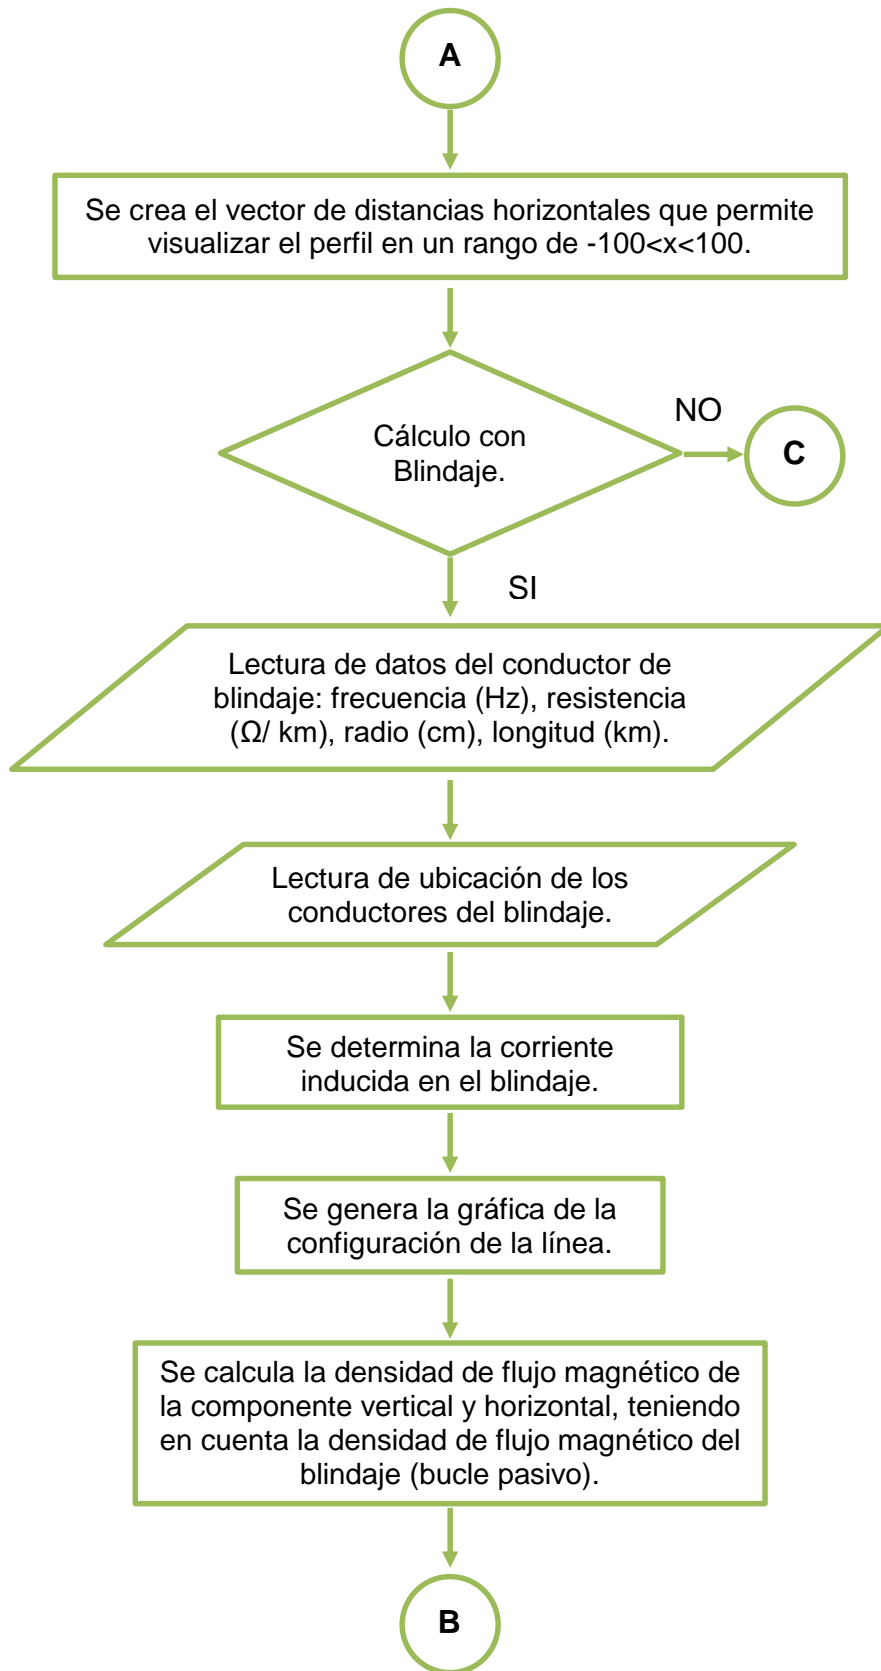 A
Se crea el vector de distancias horizontales que permite
visualizar el perfil en un rango de -100<x<100.
Cálculo con
Blindaje.
NO
C
SI
Lectura de datos del conductor de
blindaje: frecuencia (Hz), resistencia
(Ω/ km), radio (cm), longitud (km).
Lectura de ubicación de los
conductores del blindaje.
Se determina la corriente
inducida en el blindaje.
Se genera la gráfica de la
configuración de la línea.
Se calcula la densidad de flujo magnético de
la componente vertical y horizontal, teniendo
en cuenta la densidad de flujo magnético del
blindaje (bucle pasivo).
B